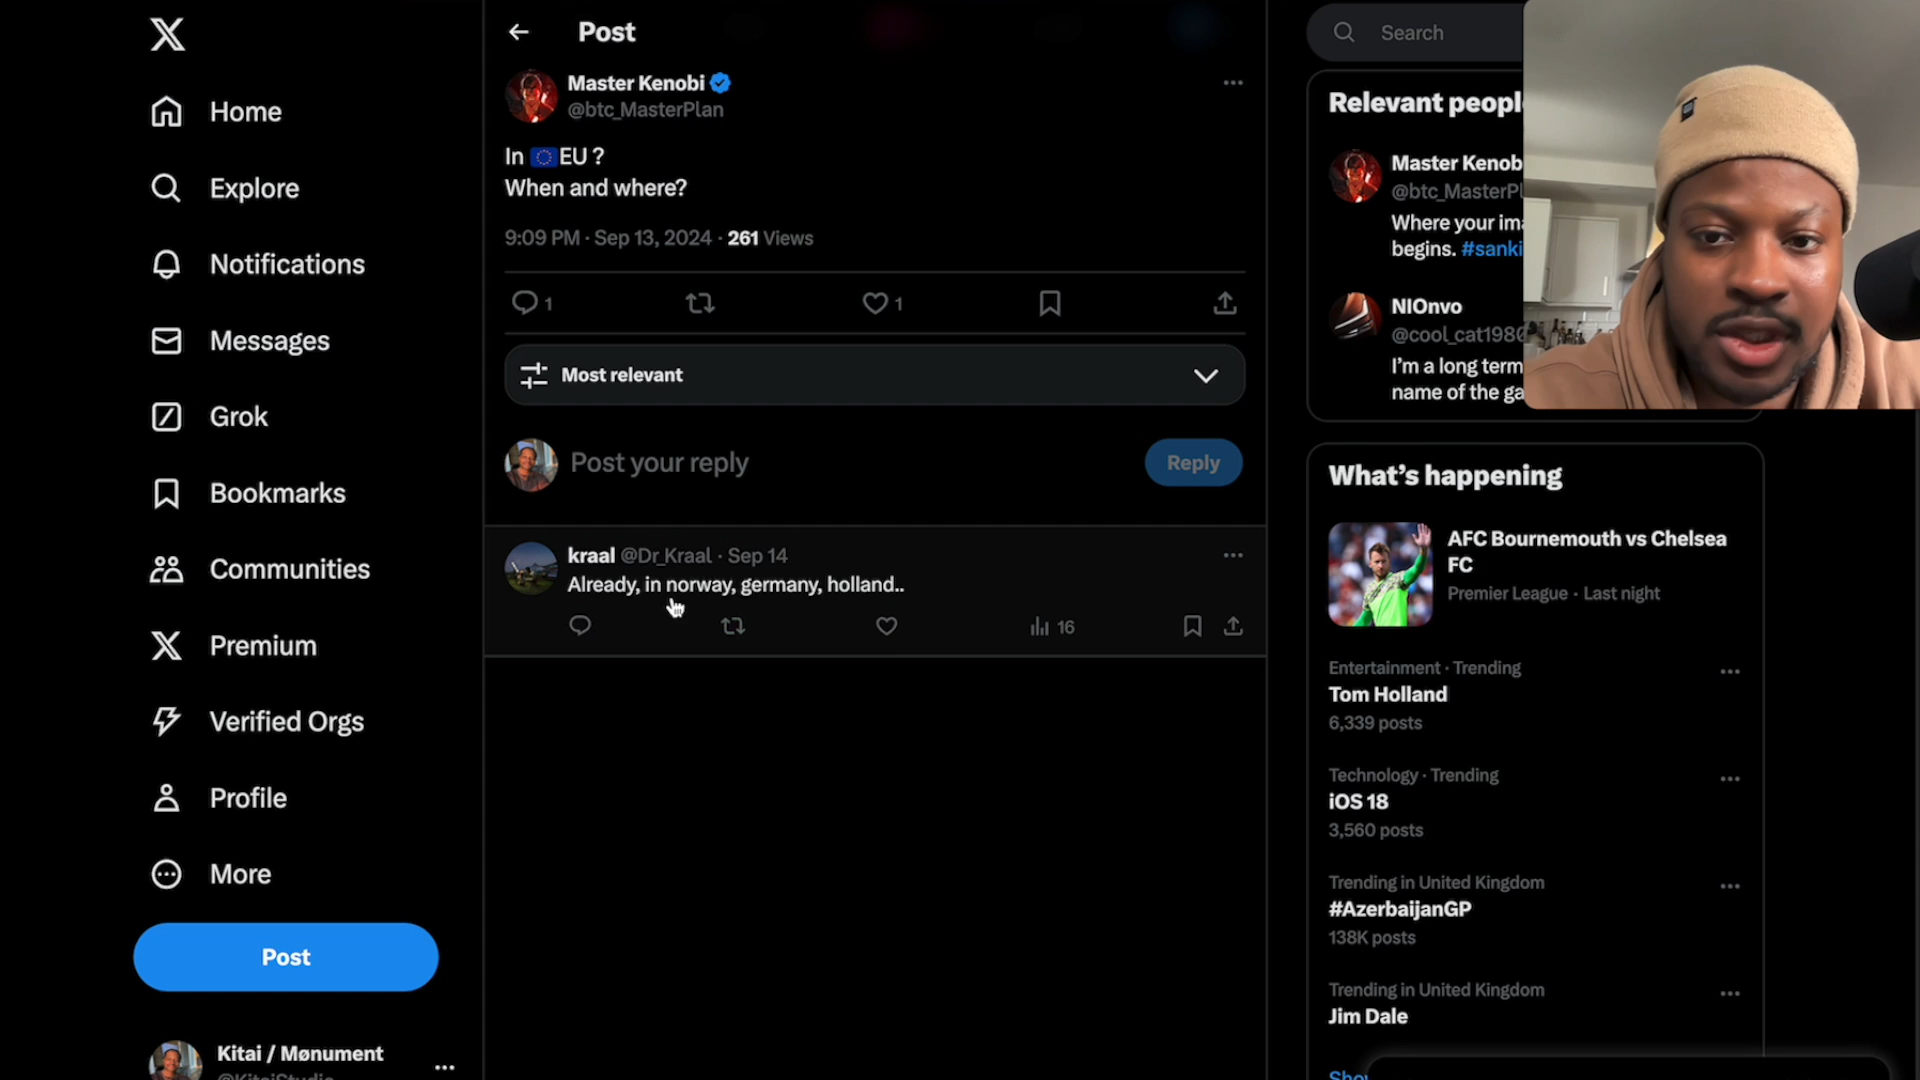 Home
Explore
Notifications
Messages
Grok
Bookmarks
Communities
Premium
Verified Orgs
Profile
More
Post
Kitai / Mønument
@KitaiStudio
Post
Master Kenobi
@btc_MasterPlan
In 🇪🇺EU ?
When and where?
9:09 PM · Sep 13, 2024 · 261 Views
1
1
Most relevant
Post your reply
Reply
kraal @Dr_Kraal · Sep 14
Already, in norway, germany, holland..
16
Search
Relevant people
Master Kenob
@btc_MasterPl
Where your
begins. #sanki
NIOnvo
@cool_cat1980
I'm a long term
name of the
What's happening
AFC Bournemouth vs Chelsea
FC
Premier League · Last night
Entertainment · Trending
Tom Holland
6,339 posts
Technology · Trending
iOS 18
3,560 posts
Trending in United Kingdom
#AzerbaijanGP
138K posts
Trending in United Kingdom
Jim Dale